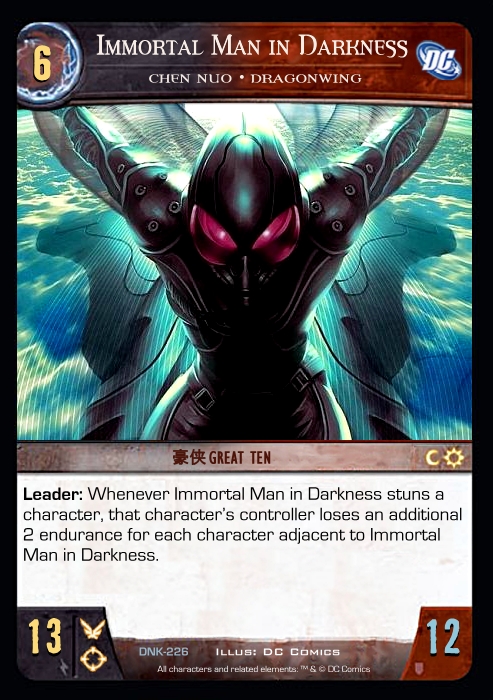 6
IMMORTAL MAN IN DARKNESS
DC
CHEN NUO • DRAGONWING
豪侠 GREAT TEN
Leader: Whenever Immortal Man in Darkness stuns a
character, that character's controller loses an additional
2 endurance for each character adjacent to Immortal
Man in Darkness.
13
12
DNK-226 ILLUS: DC COMICS
All characters and related elements: ™ & © DC Comics